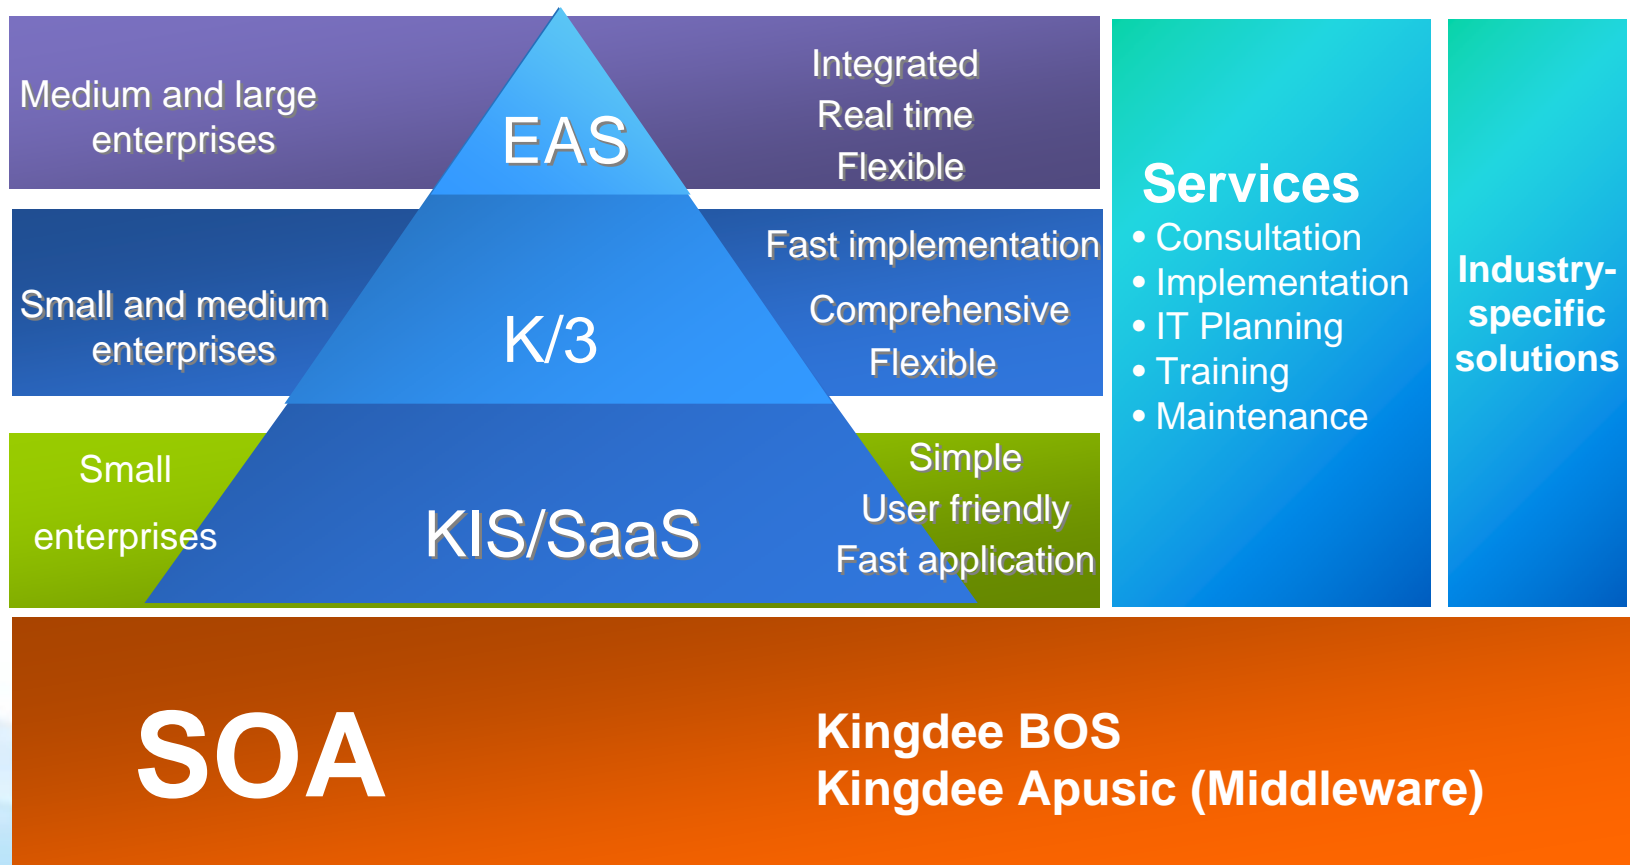 Medium and large
enterprises
EAS
Integrated
Real time
Flexible
Small and medium
enterprises
K/3
Fast implementation
Comprehensive
Flexible
Small
enterprises
KIS/SaaS
Simple
User friendly
Fast application
Services
• Consultation
• Implementation
• IT Planning
• Training
• Maintenance
Industry-
specific
solutions
SOA
Kingdee BOS
Kingdee Apusic (Middleware)